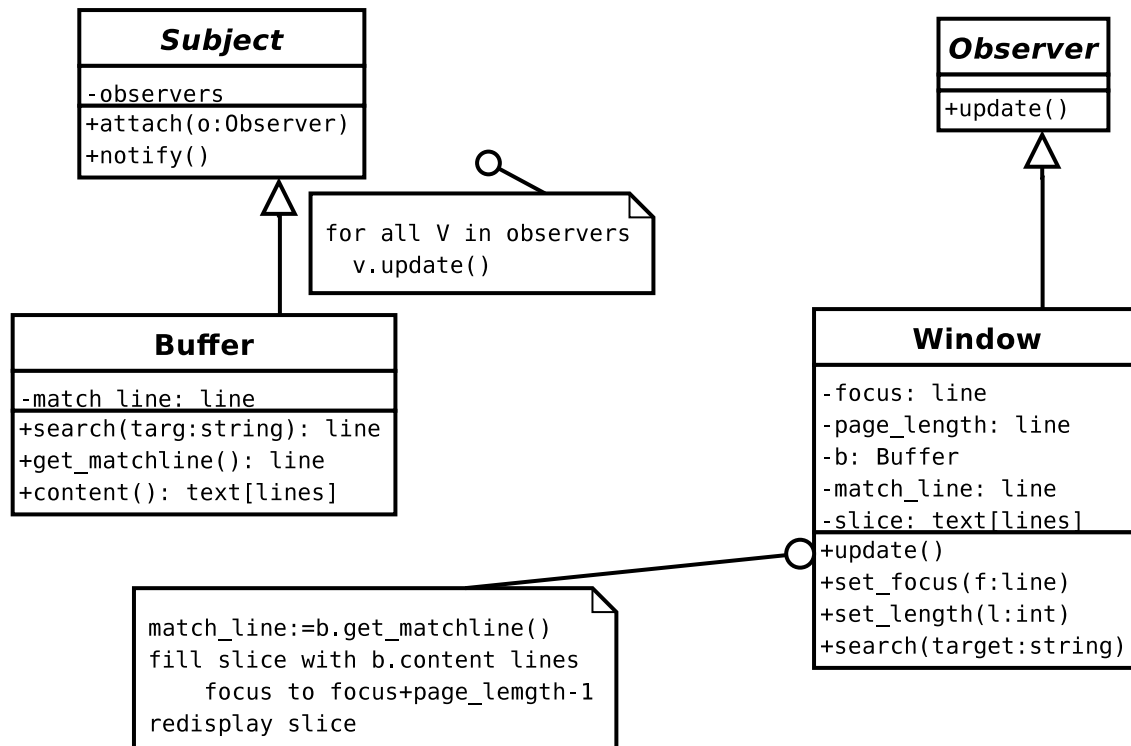 Subject
-observers
+attach(o:Observer)
+notify()
Observer
+update()
for all V in observers
  v.update()
Buffer
-match_line: line
+search(targ:string): line
+get_matchline(): line
+content(): text[lines]
Window
-focus: line
-page_length: line
-b: Buffer
-match_line: line
-slice: text[lines]
+update()
+set_focus(f:line)
+set_length(l:int)
+search(target:string)
match_line:=b.get_matchline()
fill slice with b.content lines
    focus to focus+page_lemgth-1
redisplay slice